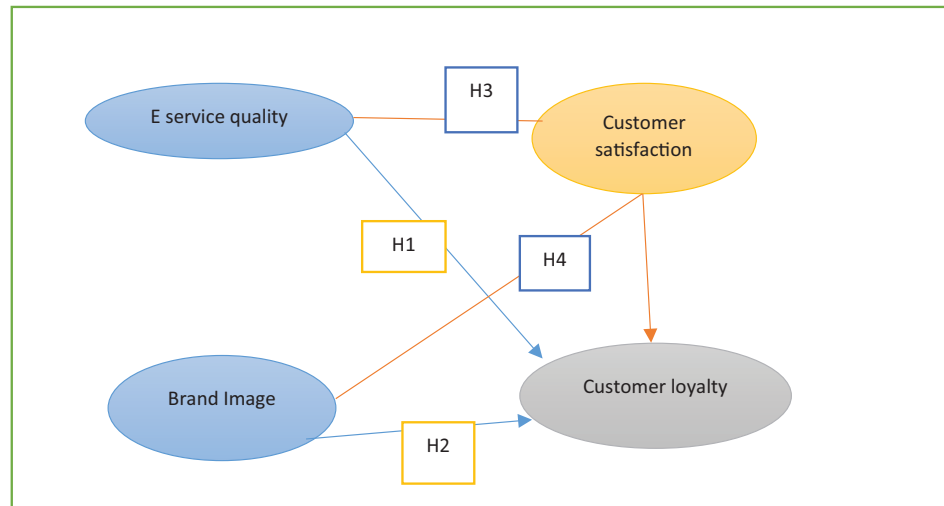 H3
E service quality
Customer
satisfaction
H1
H4
Brand Image
Customer loyalty
H2